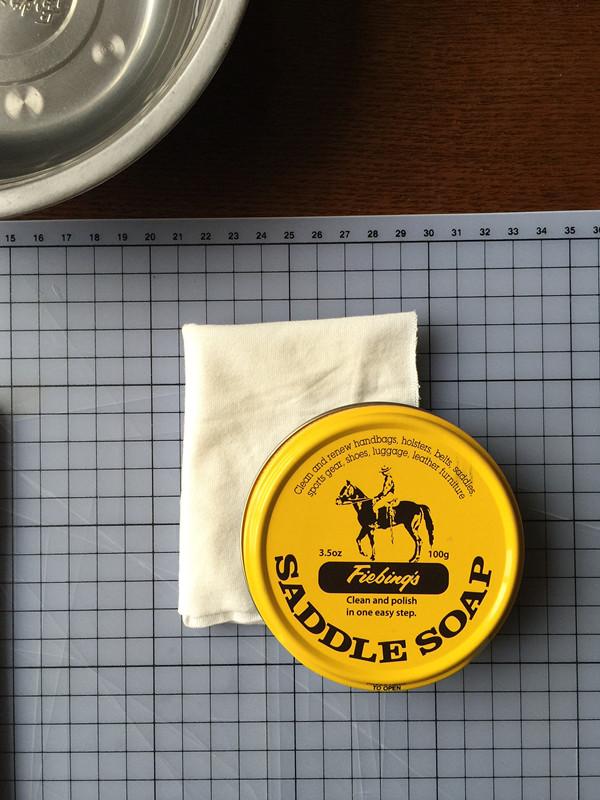 15 16 17 18 19 20 21 22 23 24 25 26 27 28 29 30 31 32 33 34 35
Clean and renew handbags, holsters, belts, saddles,
sports gear, shoes, luggage, leather furniture
3.5oz 100g
Fiebing's
Clean and polish
in one easy step.
SADDLE SOAP
TO OPEN